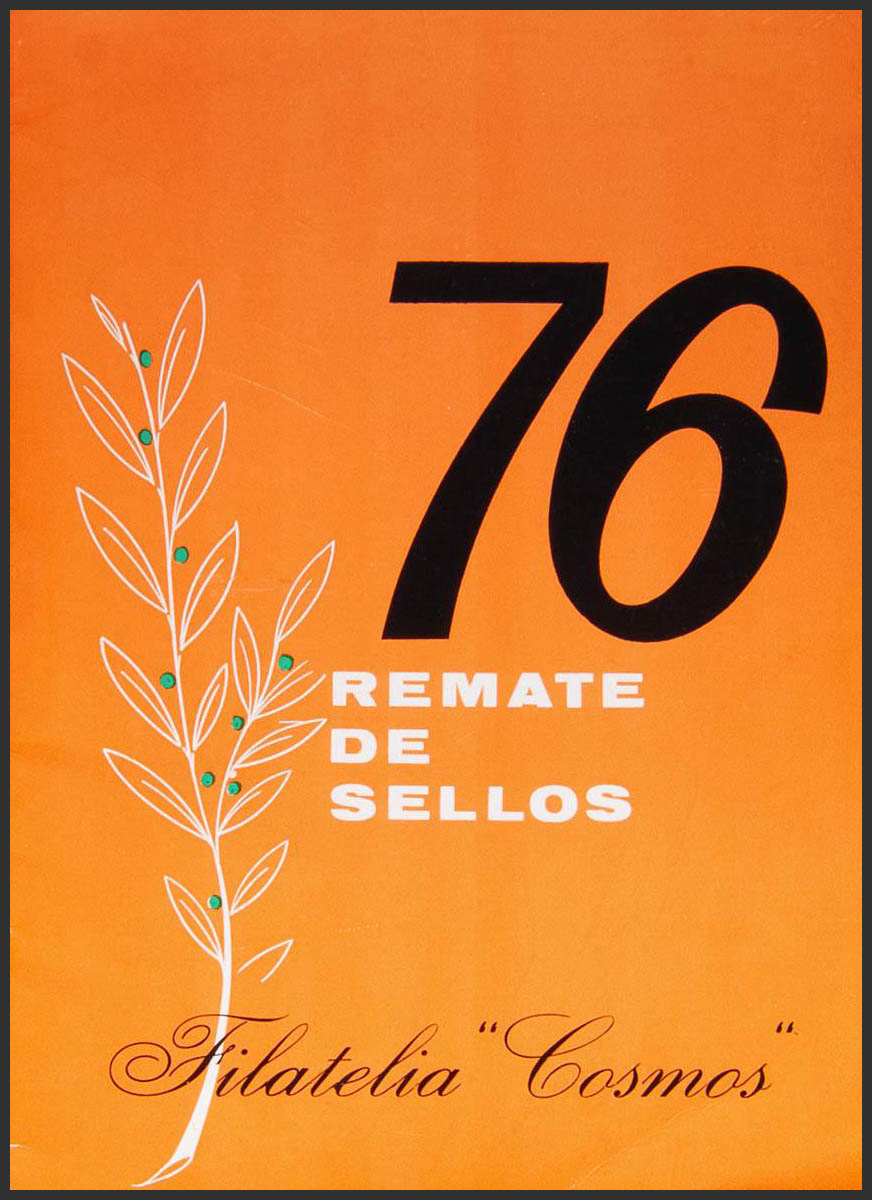 76
REMATE
DE
SELLOS
Filatelia “Cosmos“